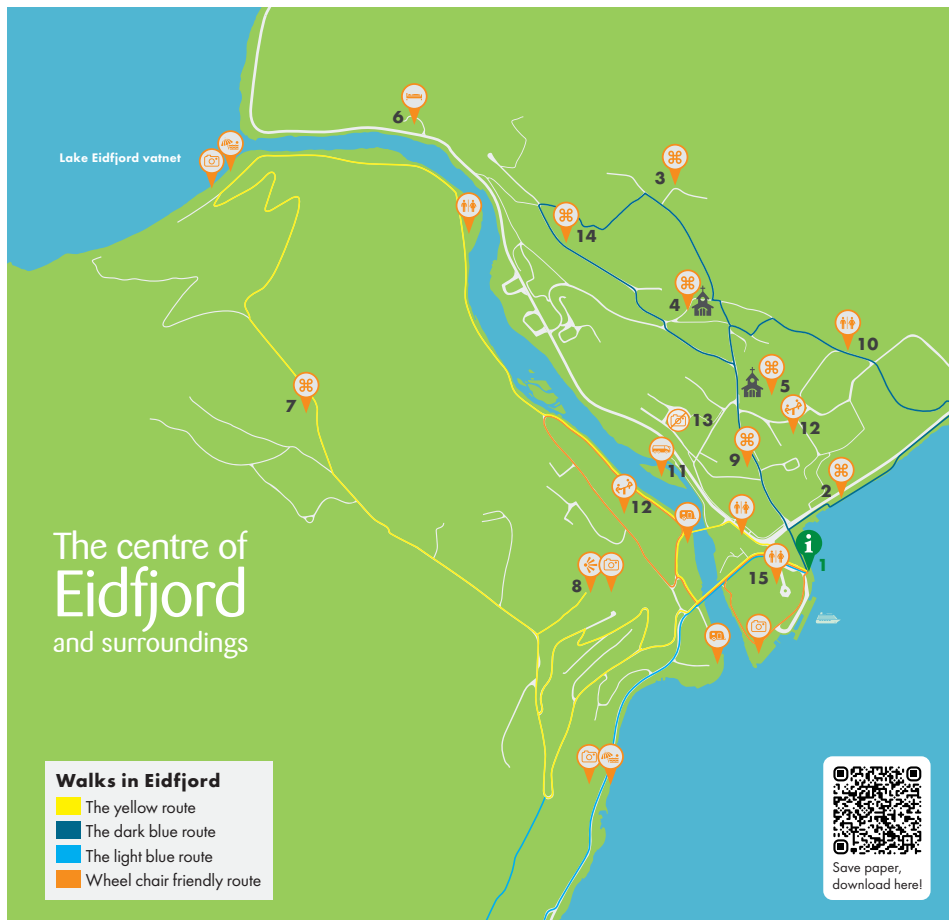 6
Lake Eidfjord vatnet
3
14
4
10
5
7
13
12
9
11
2
12
The centre of
Eidfjord
and surroundings
8
i
1
15
Walks in Eidfjord
The yellow route
The dark blue route
The light blue route
Wheel chair friendly route
Save paper,
download here!